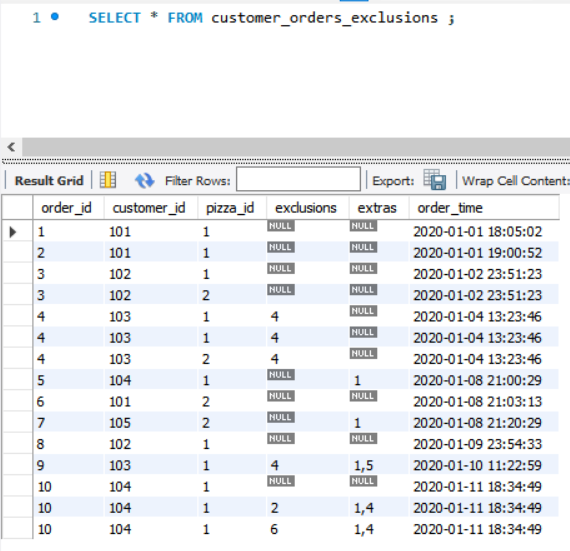 1 SELECT * FROM customer_orders_exclusions ;
Result Grid Filter Rows: Export: Wrap Cell Content:
order_id customer_id pizza_id exclusions extras order_time
1 101 1 NULL NULL 2020-01-01 18:05:02
2 101 1 NULL NULL 2020-01-01 19:00:52
3 102 1 NULL NULL 2020-01-02 23:51:23
3 102 2 NULL NULL 2020-01-02 23:51:23
4 103 1 4 NULL 2020-01-04 13:23:46
4 103 1 4 NULL 2020-01-04 13:23:46
4 103 2 4 NULL 2020-01-04 13:23:46
5 104 1 NULL 1 2020-01-08 21:00:29
6 101 2 NULL NULL 2020-01-08 21:03:13
7 105 2 NULL 1 2020-01-08 21:20:29
8 102 1 NULL NULL 2020-01-09 23:54:33
9 103 1 4 1,5 2020-01-10 11:22:59
10 104 1 NULL NULL 2020-01-11 18:34:49
10 104 1 2 1,4 2020-01-11 18:34:49
10 104 1 6 1,4 2020-01-11 18:34:49